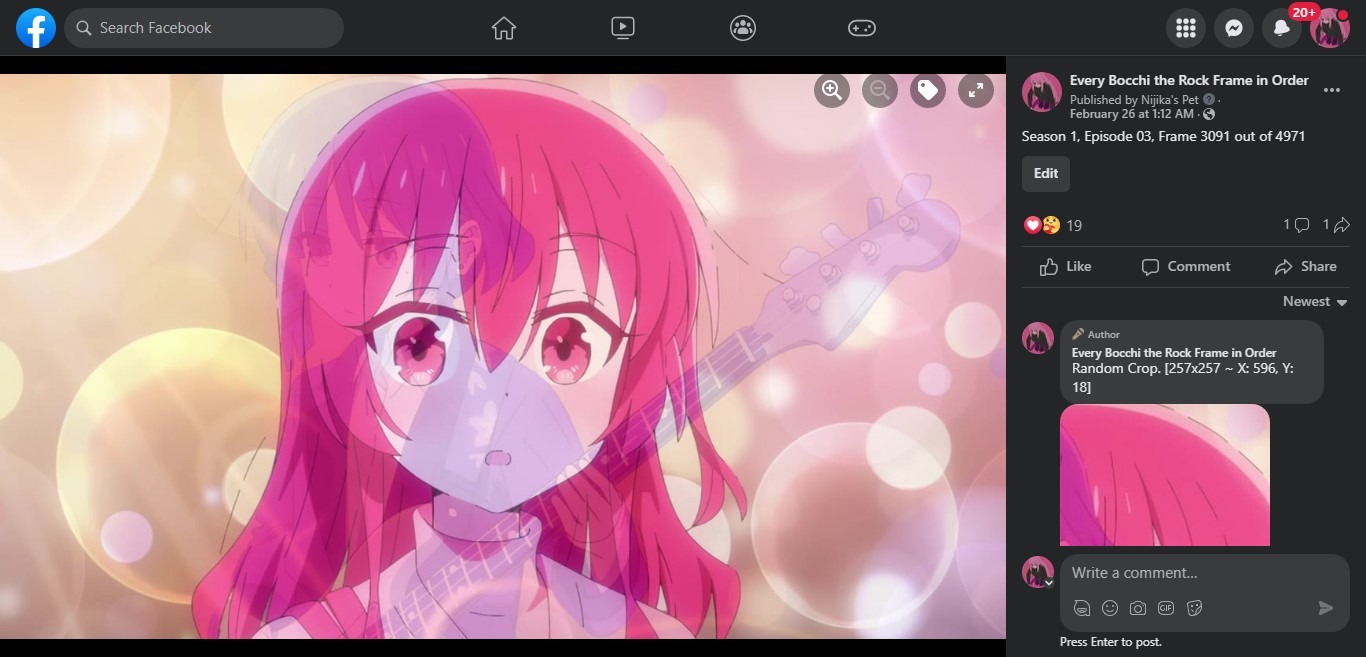 Search Facebook
20+
Every Bocchi the Rock Frame in Order
Published by Nijika's Pet ·
February 26 at 1:12 AM ·
Season 1, Episode 03, Frame 3091 out of 4971
Edit
19
1
1
Like
Comment
Share
Newest
Author
Every Bocchi the Rock Frame in Order
Random Crop. [257x257 ~ X: 596, Y:
18]
Write a comment...
GIF
Press Enter to post.